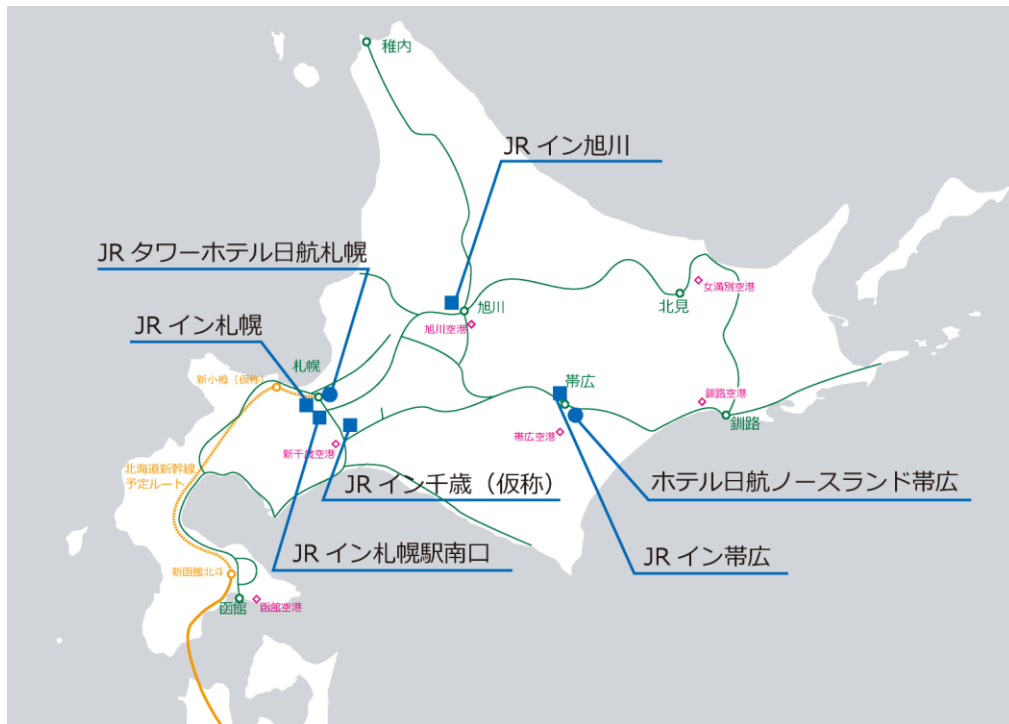 稚内
JR イン旭川
JR タワーホテル日航札幌
女満別空港
北見
旭川
JR イン札幌
旭川空港
札幌
新小樽（仮称）
帯広
釧路空港
釧路
帯広空港
新千歳空港
北海道新幹線
予定ルート
JR イン千歳（仮称）
ホテル日航ノースランド帯広
JR イン札幌駅南口
JR イン帯広
新函館北斗
函館
函館空港